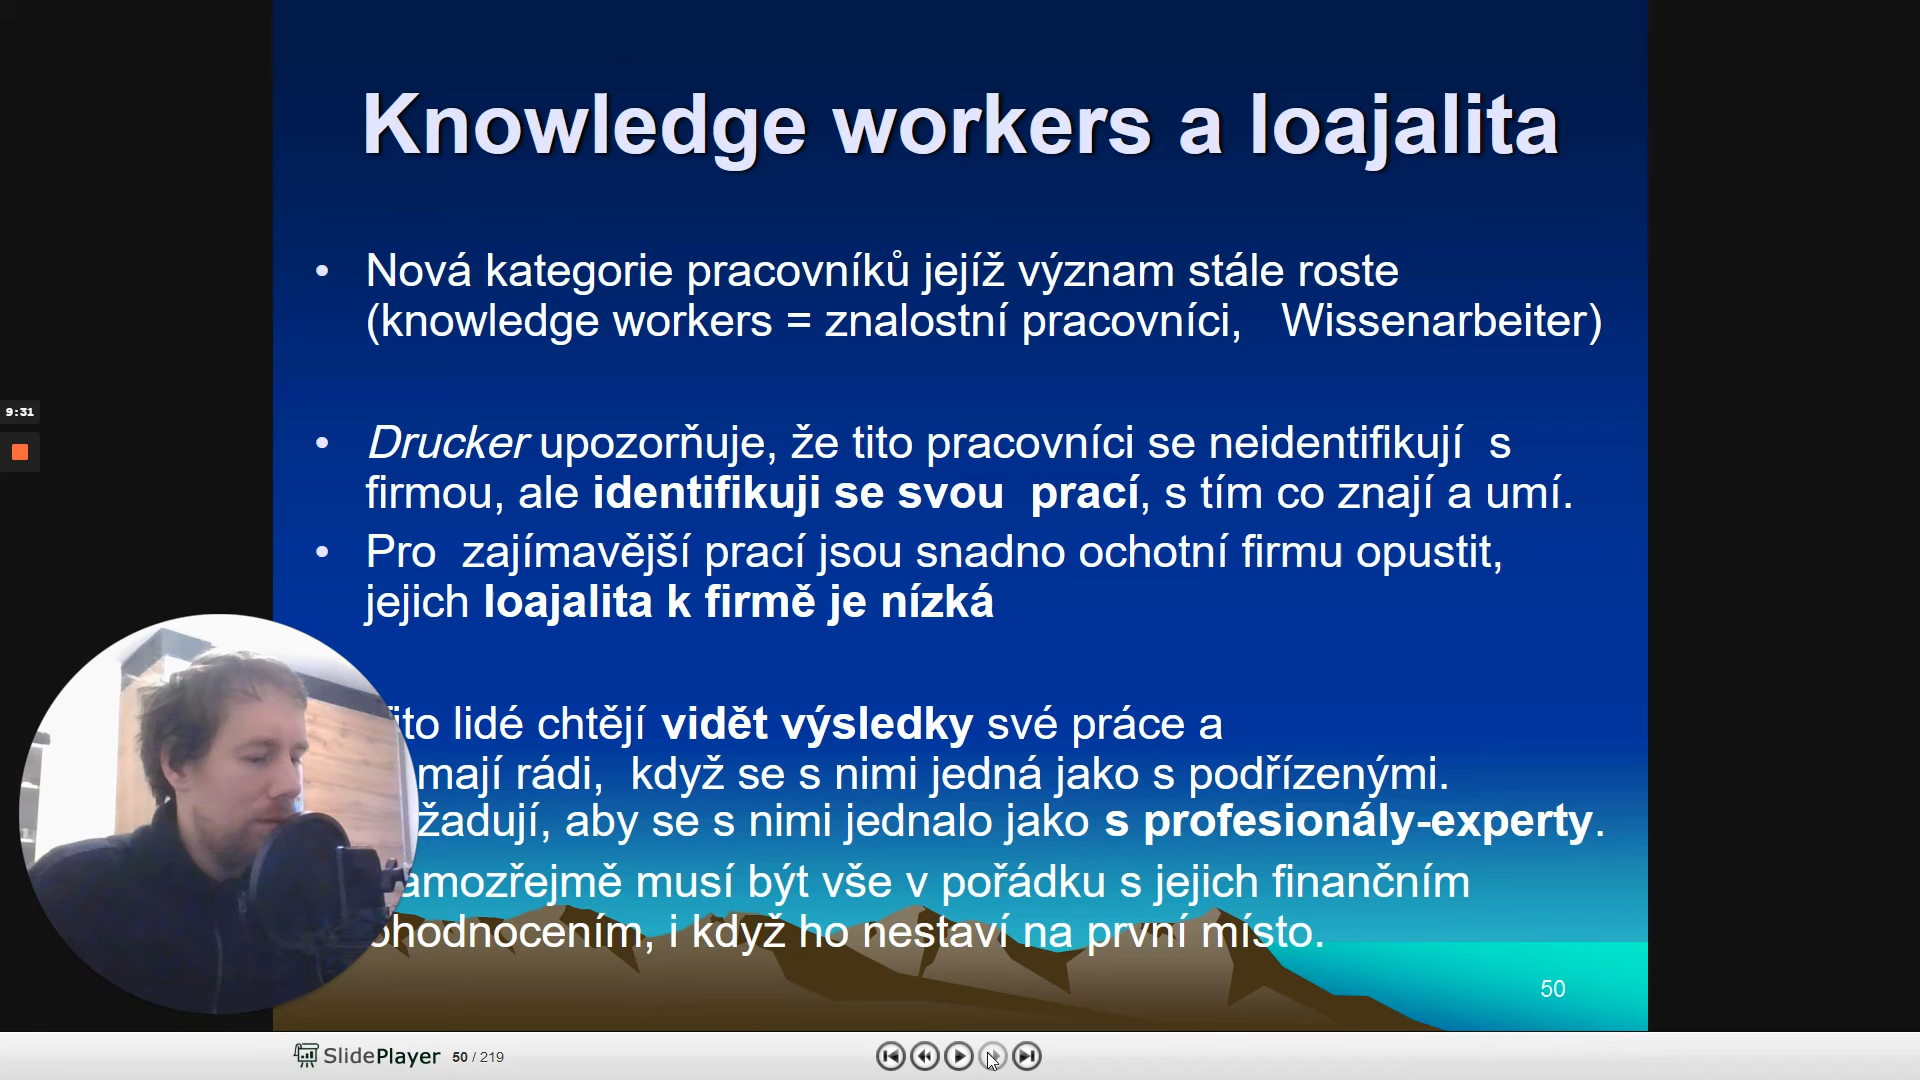 Knowledge workers a loajalita
• Nová kategorie pracovníků jejíž význam stále roste
(knowledge workers = znalostní pracovníci, Wissenarbeiter)
• Drucker upozorňuje, že tito pracovníci se neidentifikují s
firmou, ale identifikuji se svou prací, s tím co znají a umí.
• Pro zajímavější prací jsou snadno ochotní firmu opustit,
jejich loajalita k firmě je nízká
ito lidé chtějí vidět výsledky své práce a
mají rádi, když se s nimi jedná jako s podřízenými.
žadují, aby se s nimi jednalo jako s profesionály-experty.
amozřejmě musí být vše v pořádku s jejich finančním
ohodnocením, i když ho nestaví na první místo.
50
9:31
SlidePlayer 50 / 219